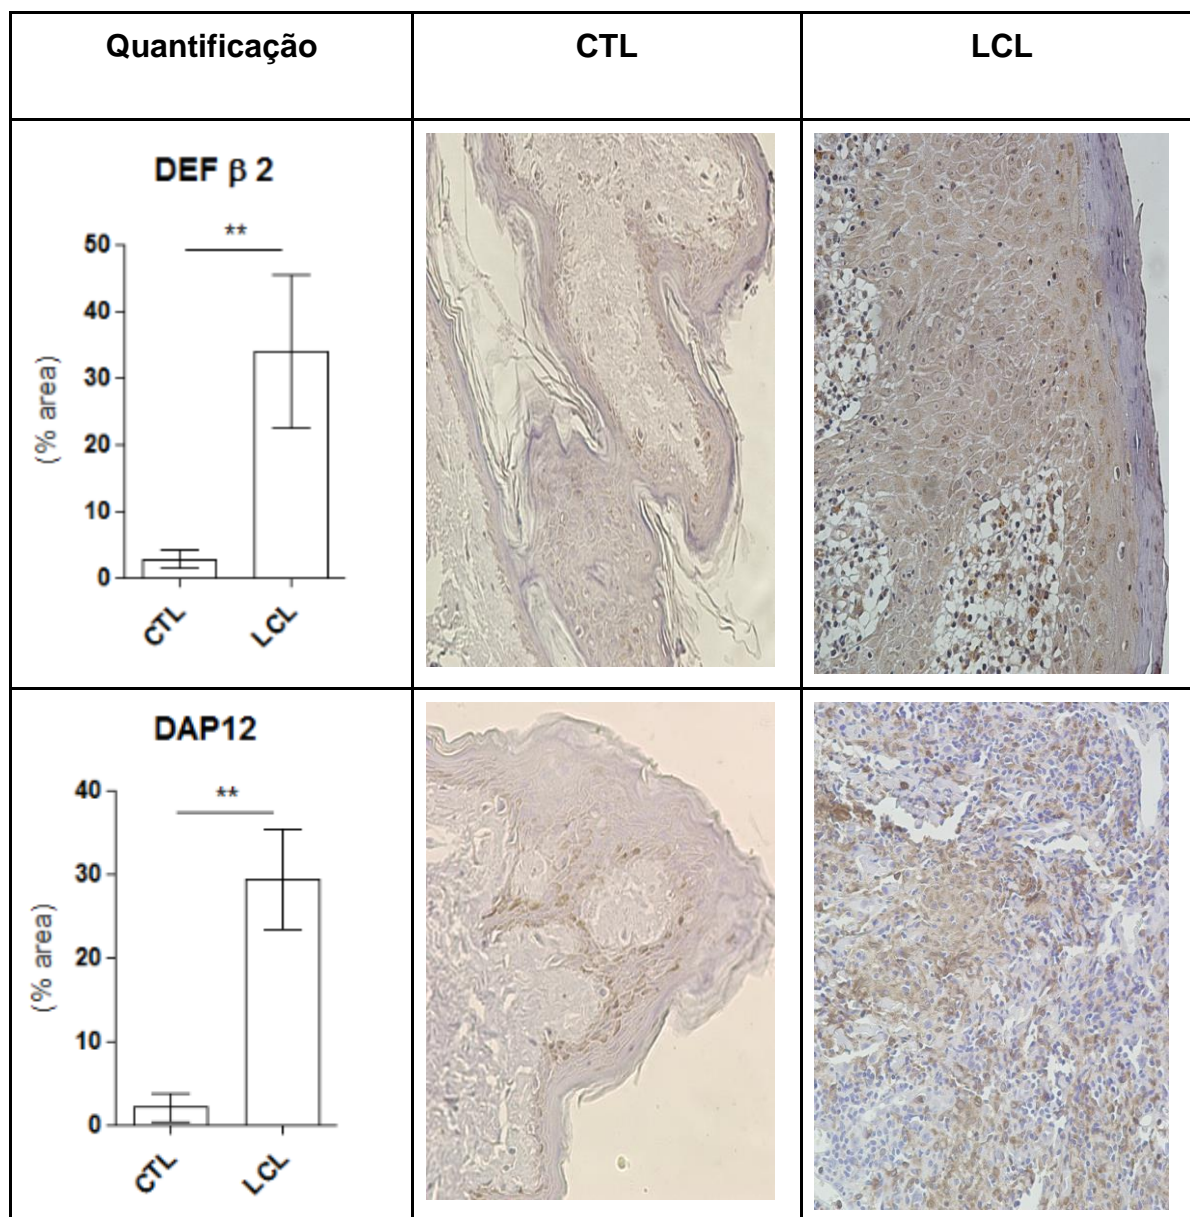 Quantificação
CTL
LCL
DEF β 2
**
50
40
30
20
10
0
(% area)
CTL
LCL
DAP12
**
40
30
20
10
0
(% area)
CTL
LCL